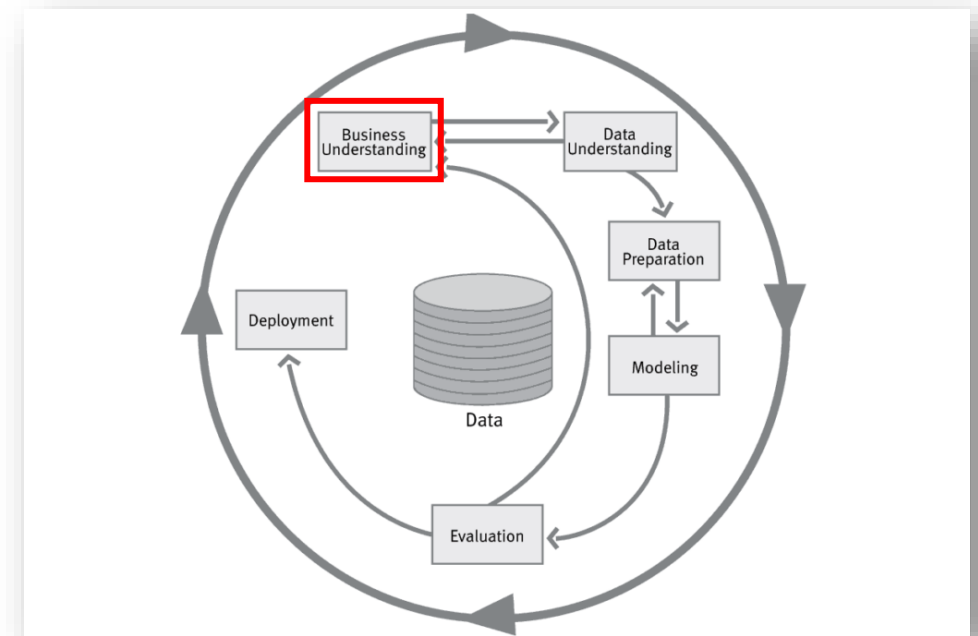 Business
Understanding
Data
Understanding
Data
Preparation
Deployment
Modeling
Data
Evaluation